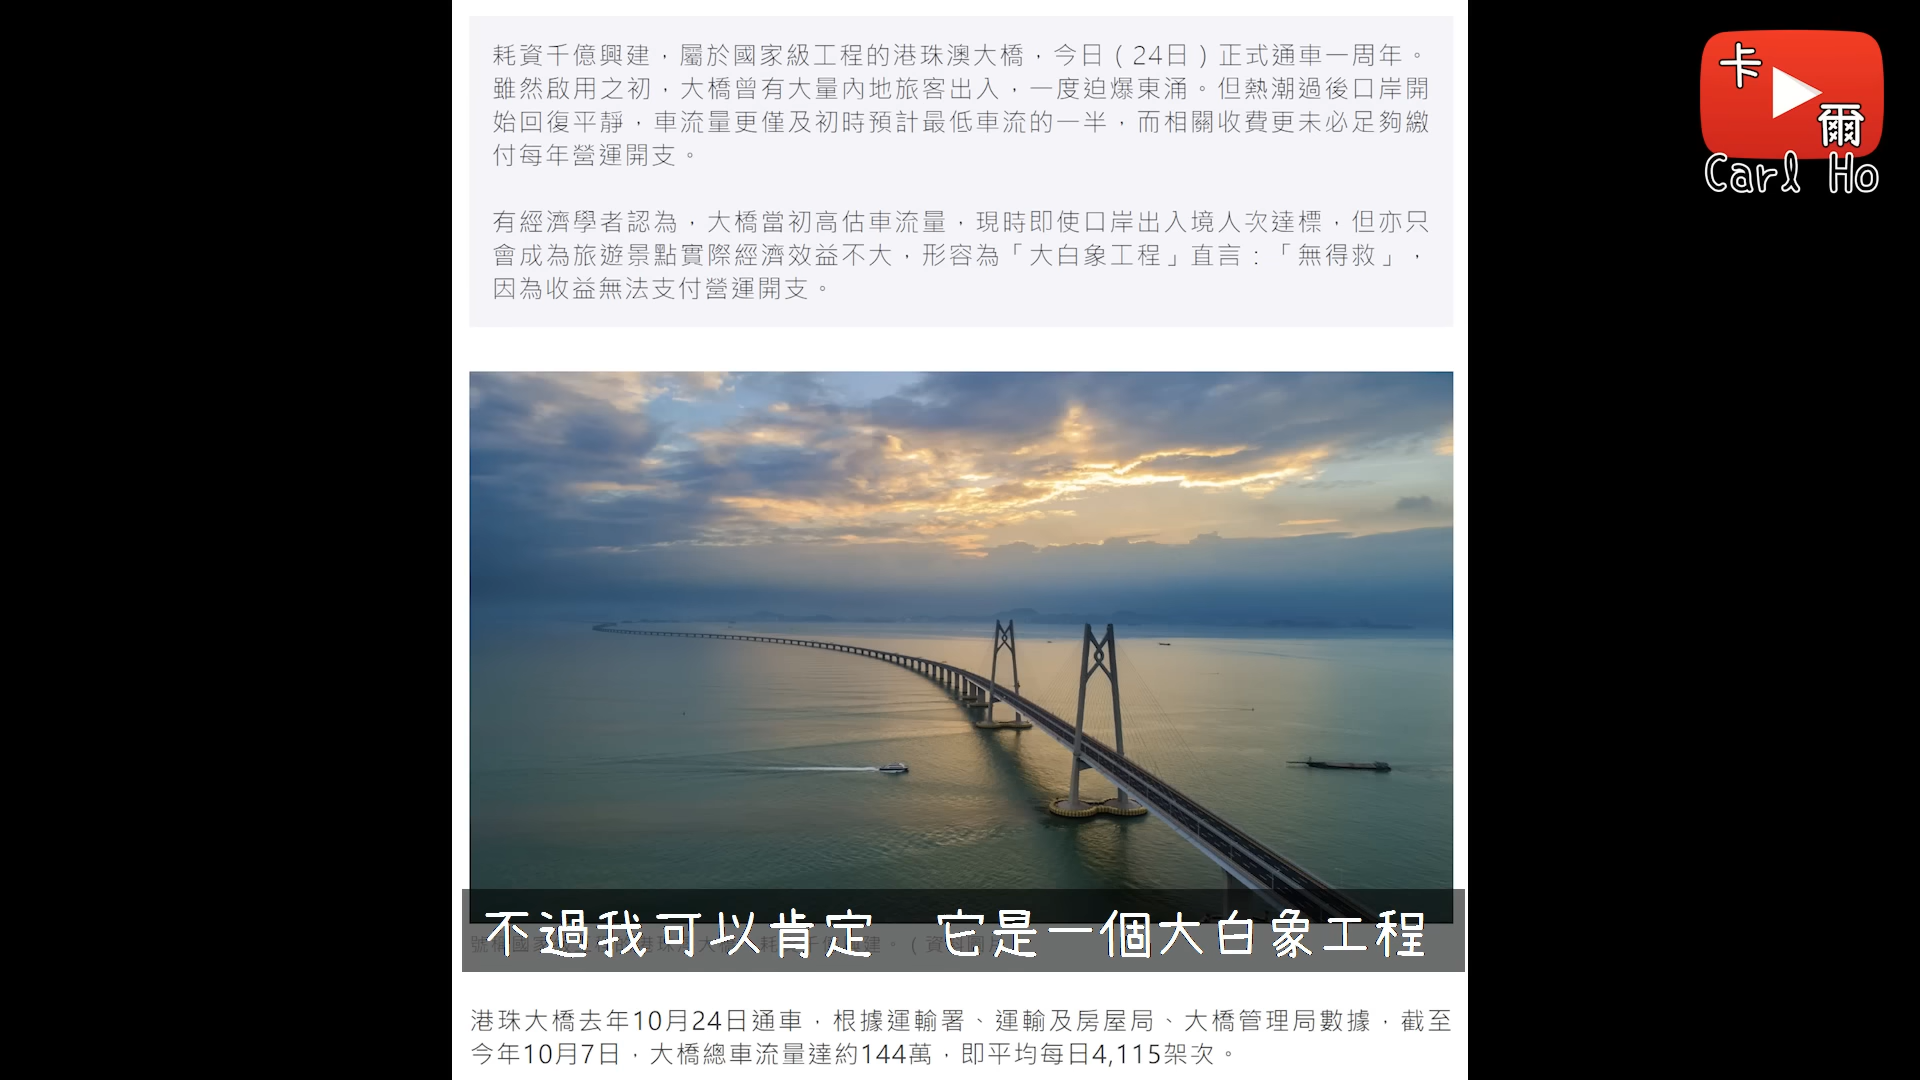 耗資千億興建，屬於國家級工程的港珠澳大橋，今日（24日）正式通車一周年。
雖然啟用之初，大橋曾有大量內地旅客出入，一度迫爆東涌。但熱潮過後口岸開
始回復平靜，車流量更僅及初時預計最低車流的一半，而相關收費更未必足夠繳
付每年營運開支。
有經濟學者認為，大橋當初高估車流量，現時即使口岸出入境人次達標，但亦只
會成為旅遊景點實際經濟效益不大，形容為「大白象工程」直言：「無得救」，
因為收益無法支付營運開支。
卡
爾
Carl Ho
不過我可以肯定　它是一個大白象工程
港珠大橋去年10月24日通車，根據運輸署、運輸及房屋局、大橋管理局數據，截至
今年10月7日，大橋總車流量達約144萬，即平均每日4,115架次。